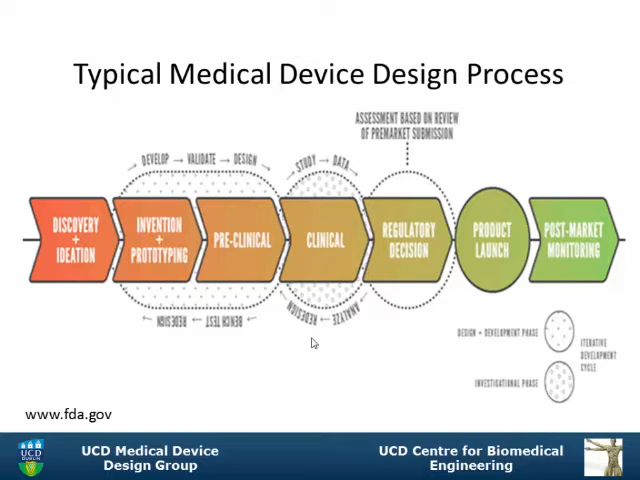 Typical Medical Device Design Process
ASSESSMENT BASED ON REVIEW
OF PREMARKET SUBMISSION
DEVELOP → VALIDATE → DESIGN →
STUDY → DATA
DISCOVERY
+
IDEATION
INVENTION
+
PROTOTYPING
PRE-CLINICAL
CLINICAL
REGULATORY
DECISION
PRODUCT
LAUNCH
POST-MARKET
MONITORING
BENCH TEST → REDESIGN
ANALYZE → REDESIGN
DESIGN + DEVELOPMENT PHASE
ITERATIVE
DEVELOPMENT
CYCLE
INVESTIGATIONAL PHASE
www.fda.gov
UCD
DUBLIN
UCD Medical Device
Design Group
UCD Centre for Biomedical
Engineering